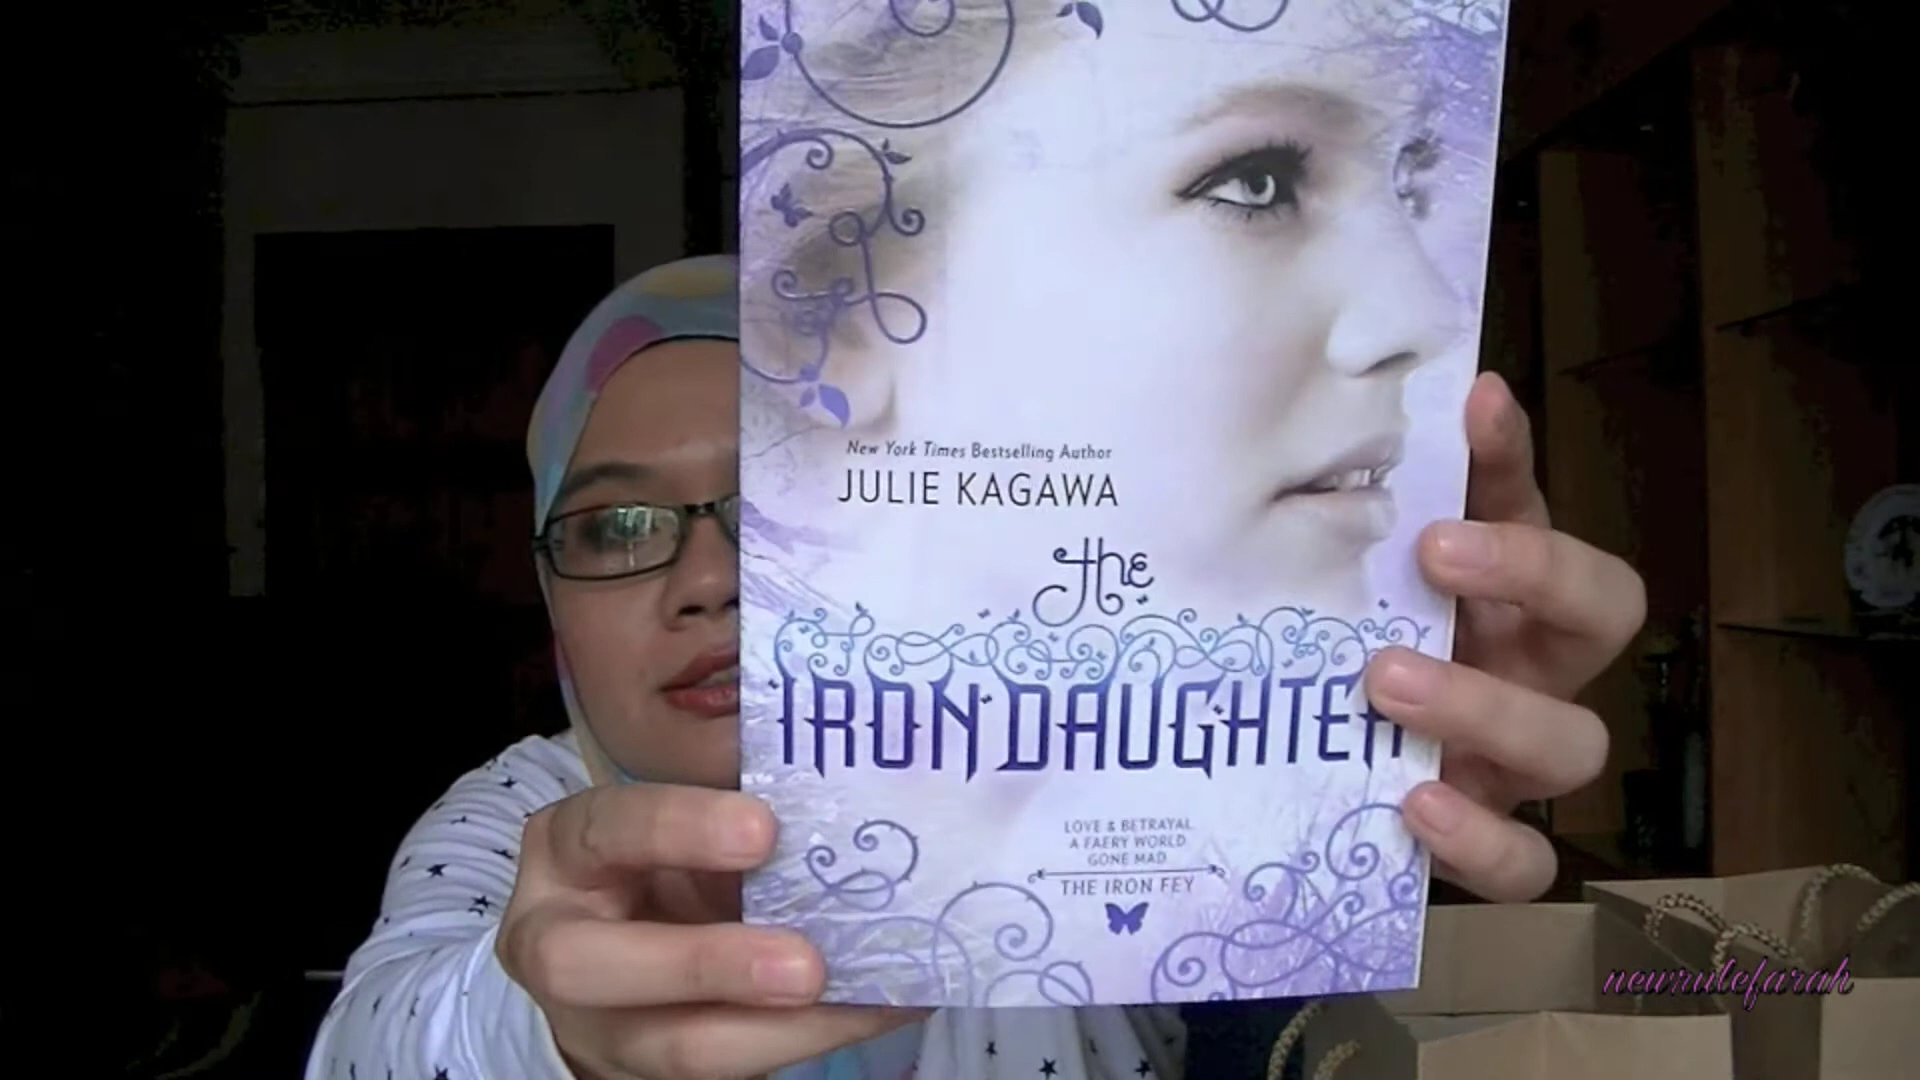 New York Times Bestselling Author
JULIE KAGAWA
the
IRON DAUGHTER
LOVE & BETRAYAL
A FAERY WORLD
GONE MAD
THE IRON FEY
newrulefarah